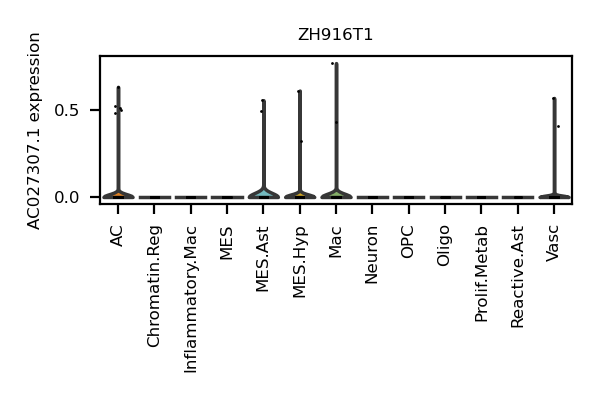 ZH916T1
AC027307.1 expression
0.5
0.0
AC
Chromatin.Reg
Inflammatory.Mac
MES
MES.Ast
MES.Hyp
Mac
Neuron
OPC
Oligo
Prolif.Metab
Reactive.Ast
Vasc